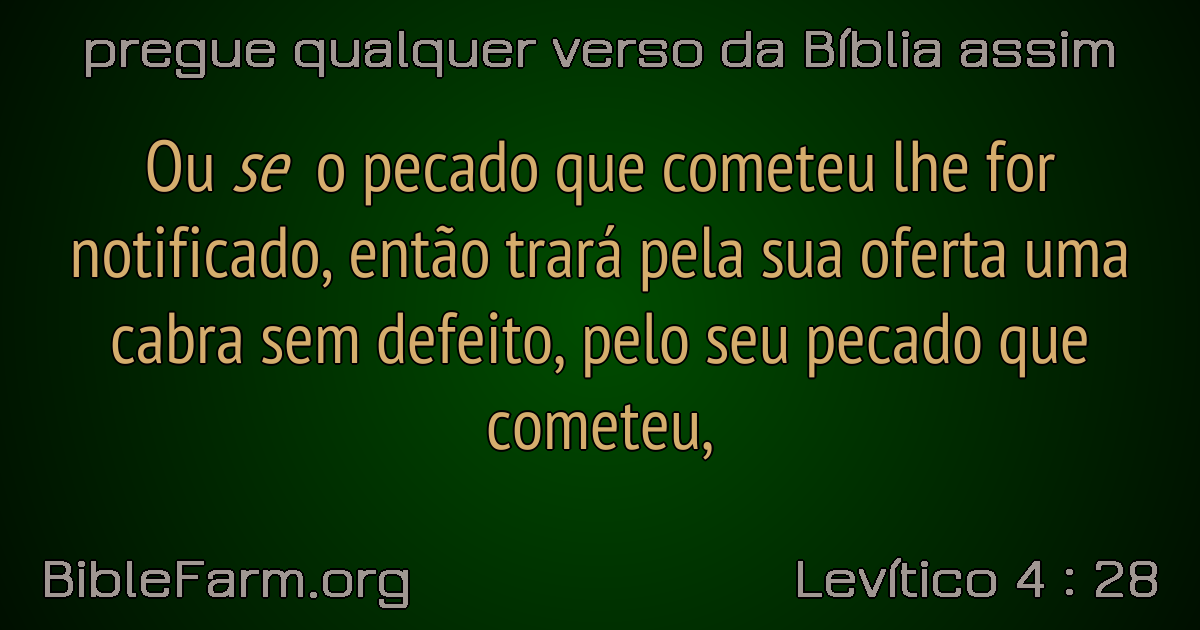 pregue qualquer verso da Bíblia assim
Ou se o pecado que cometeu lhe for
notificado, então trará pela sua oferta uma
cabra sem defeito, pelo seu pecado que
cometeu,
BibleFarm.org
Levítico 4 : 28